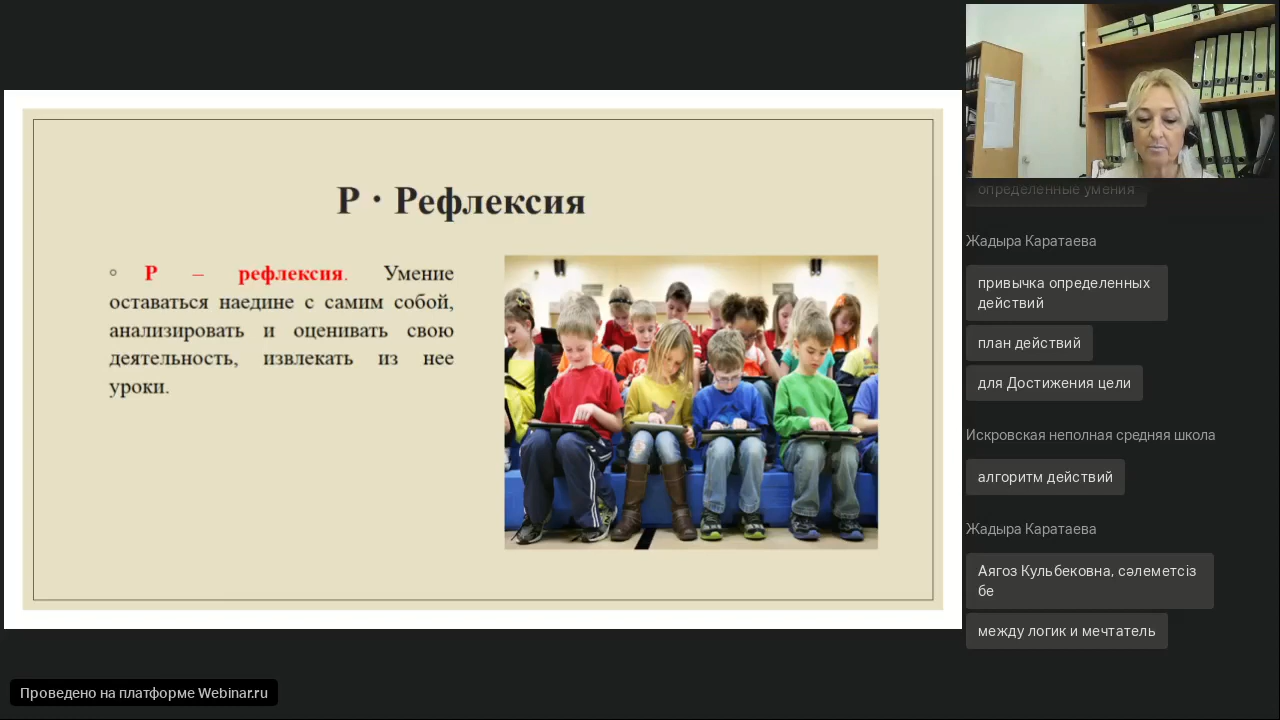 Р · Рефлексия
Р – рефлексия. Умение
оставаться наедине с самим собой,
анализировать и оценивать свою
деятельность, извлекать из нее
уроки.
определенные умения
Жадыра Каратаева
привычка определенных
действий
план действий
для Достижения цели
Искровская неполная средняя школа
алгоритм действий
Жадыра Каратаева
Аягоз Кульбековна, сәлеметсіз
бе
между логик и мечтатель
Проведено на платформе Webinar.ru